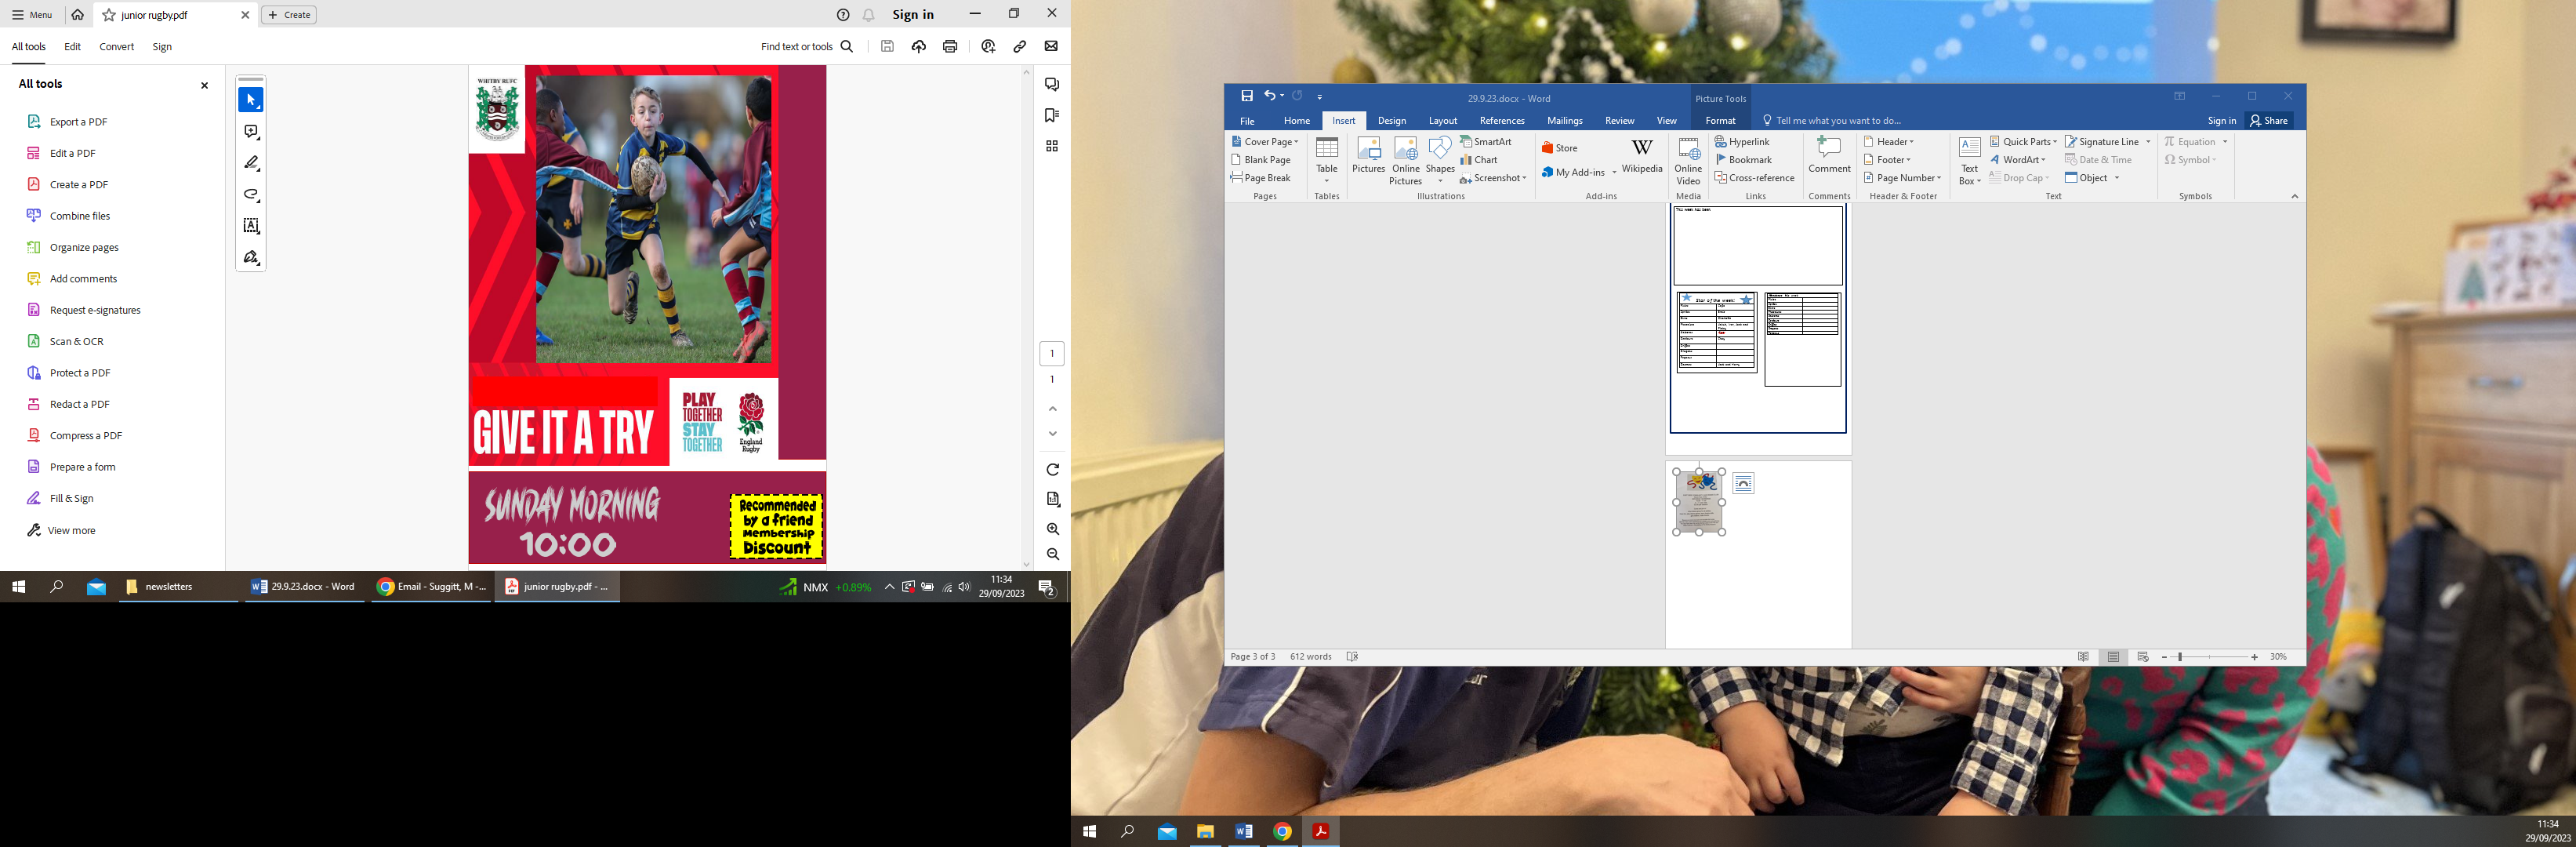 Menu
junior rugby.pdf
Create
Sign in
All tools
Edit
Convert
Sign
Find text or tools
All tools
Export a PDF
Edit a PDF
Create a PDF
Combine files
Organize pages
Add comments
Request e-signatures
Scan & OCR
Protect a PDF
Redact a PDF
Compress a PDF
Prepare a form
Fill & Sign
View more
WHITBY RUFC
GIVE IT A TRY
PLAY
TOGETHER
STAY
TOGETHER
England
Rugby
SUNDAY MORNING
10:00
Recommended
by a friend
Membership
Discount
1
1
newsletters
29.9.23.docx - Word
Email - Suggitt, M -...
junior rugby.pdf - ...
NMX +0.89%
11:34
29/09/2023
2
29.9.23.docx - Word
Picture Tools
File
Home
Insert
Design
Layout
References
Mailings
Review
View
Format
Tell me what you want to do...
Sign in
Share
Cover Page
Blank Page
Page Break
Pages
Table
Tables
Pictures
Online
Pictures
Shapes
SmartArt
Chart
Screenshot
Illustrations
Store
My Add-ins
Wikipedia
Add-ins
Online
Video
Media
Hyperlink
Bookmark
Cross-reference
Links
Comment
Comments
Header
Footer
Page Number
Header & Footer
Text
Box
Quick Parts
WordArt
Drop Cap
Signature Line
Date & Time
Object
Text
Equation
Symbol
Symbols
This week has been
Star of the week:
Page 3 of 3
612 words
30%
11:34
29/09/2023